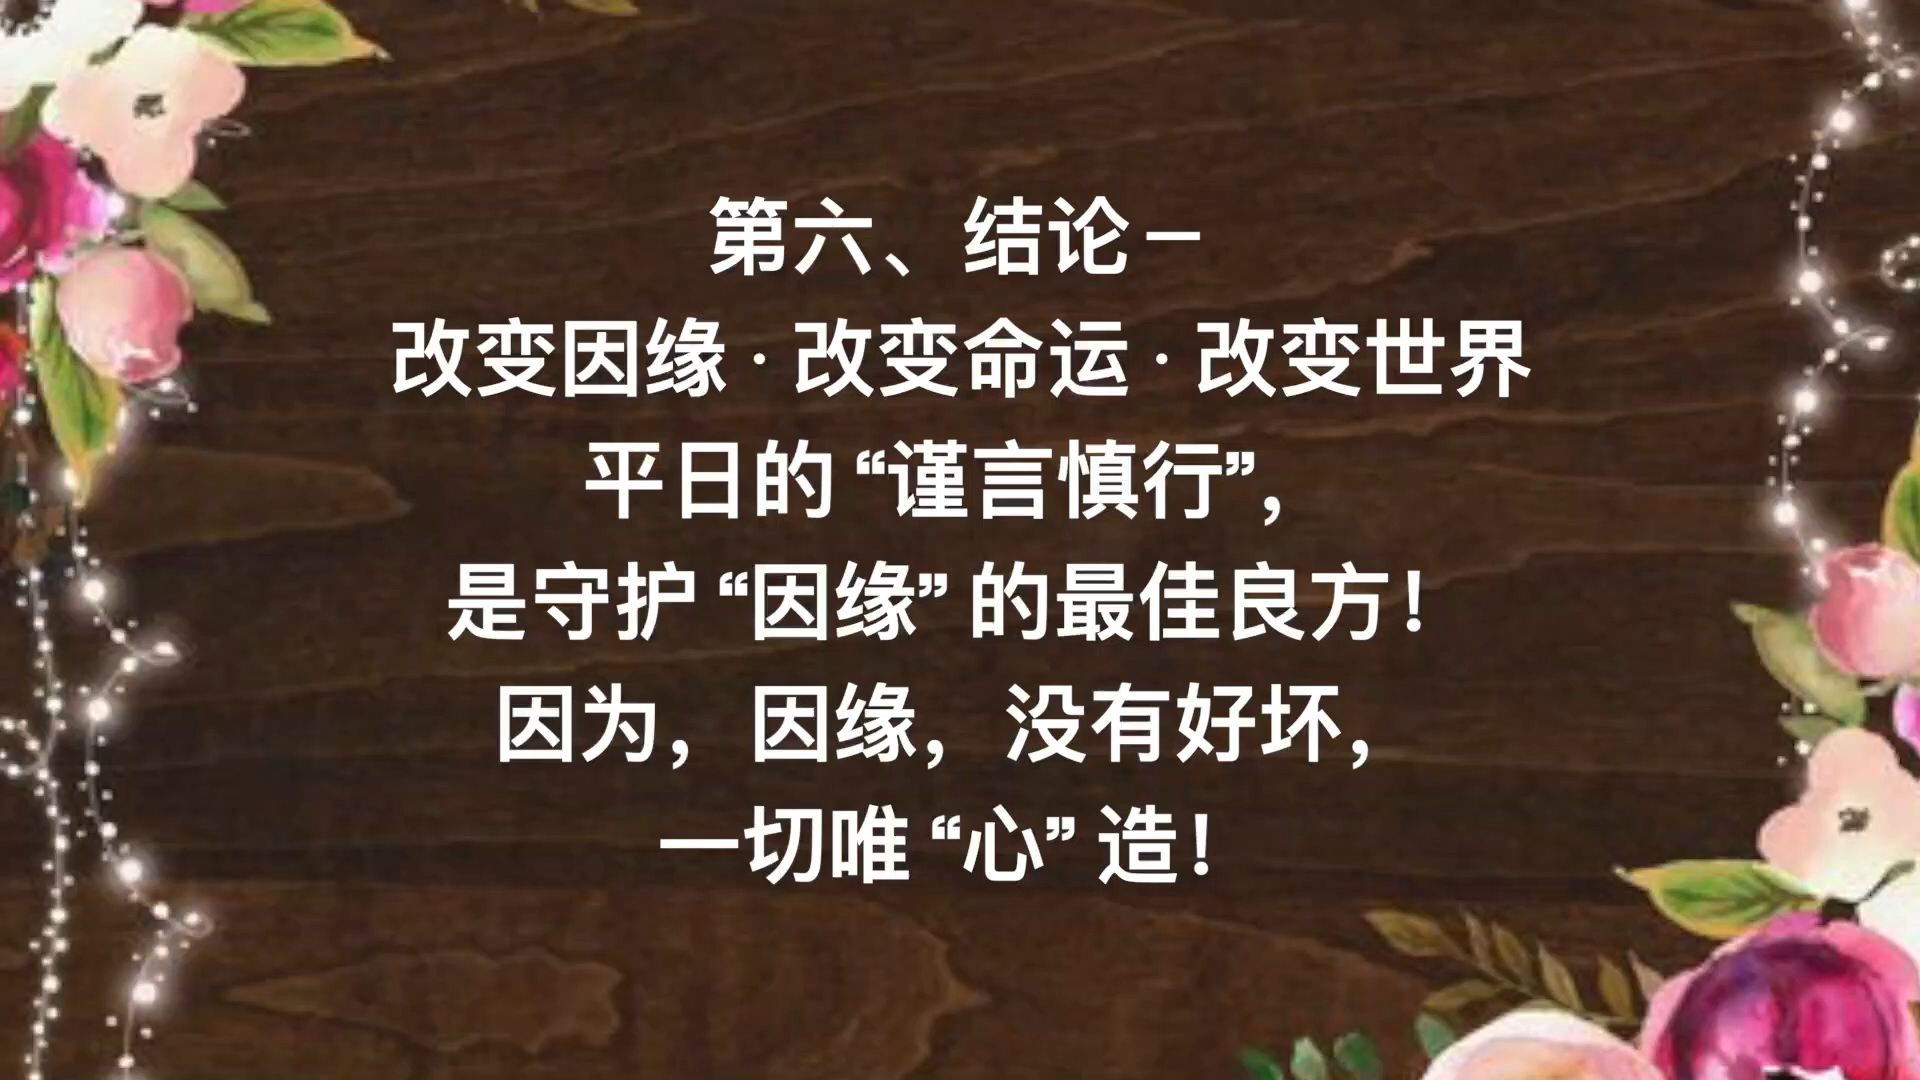 第六、结论 –
改变因缘 · 改变命运 · 改变世界
平日的 “谨言慎行”，
是守护 “因缘” 的最佳良方！
因为，因缘，没有好坏，
一切唯 “心” 造！